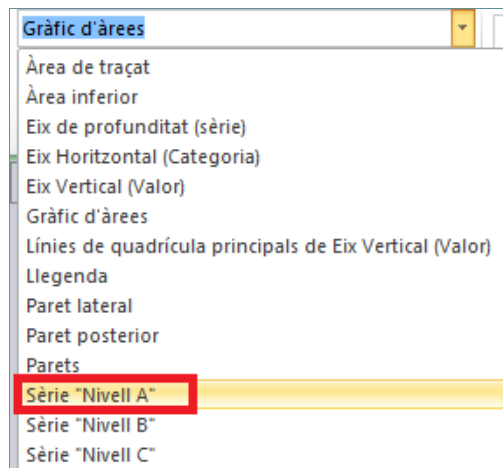 Gràfic d'àrees
Àrea de traçat
Àrea inferior
Eix de profunditat (sèrie)
Eix Horitzontal (Categoria)
Eix Vertical (Valor)
Gràfic d'àrees
Línies de quadrícula principals de Eix Vertical (Valor)
Llegenda
Paret lateral
Paret posterior
Parets
Sèrie "Nivell A"
Sèrie "Nivell B"
Sèrie "Nivell C"